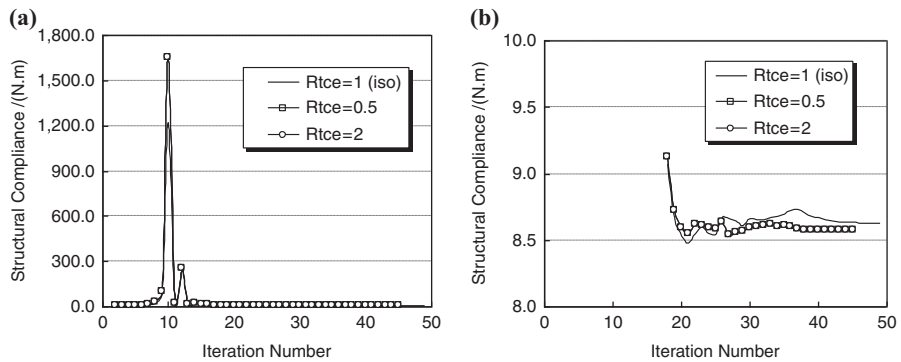 (a)
Structural Compliance /(N.m)
1,800.0
1,500.0
1,200.0
900.0
600.0
300.0
0.0
0 10 20 30 40 50
Iteration Number
Rtce=1 (iso)
Rtce=0.5
Rtce=2
(b)
Structural Compliance /(N.m)
10.0
9.5
9.0
8.5
8.0
0 10 20 30 40 50
Iteration Number
Rtce=1 (iso)
Rtce=0.5
Rtce=2